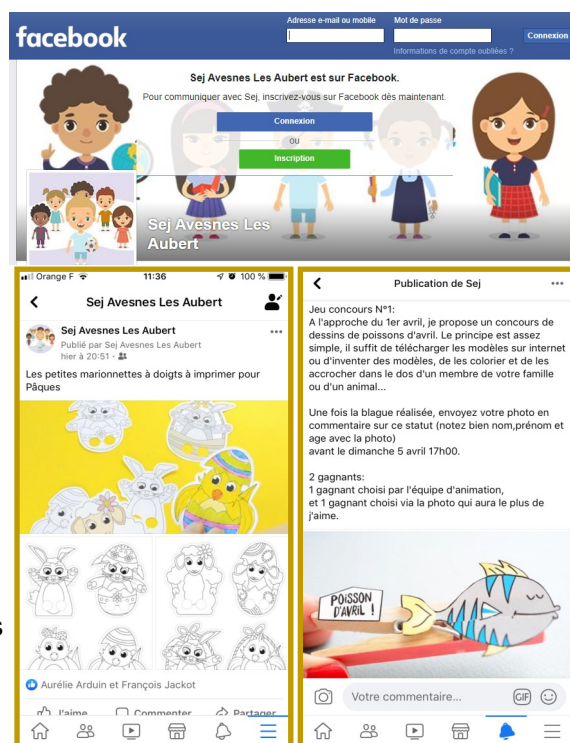 facebook
Adresse e-mail ou mobile
Mot de passe
Connexion
Informations de compte oubliées ?
Sej Avesnes Les Aubert est sur Facebook.
Pour communiquer avec Sej, inscrivez-vous sur Facebook dès maintenant.
Connexion
ou
Inscription
Sej Avesnes Les
Aubert
Orange F
11:36
100 %
Sej Avesnes Les Aubert
Sej Avesnes Les Aubert
Publié par Sej Avesnes Les Aubert
hier à 20:51 ·
Les petites marionnettes à doigts à imprimer pour
Pâques
Aurélie Arduin et François Jackot
J'aime
Commenter
Partager
s
Publication de Sej
Jeu concours N°1:
A l'approche du 1er avril, je propose un concours de
dessins de poissons d'avril. Le principe est assez
simple, il suffit de télécharger les modèles sur internet
ou d'inventer des modèles, de les colorier et de les
accrocher dans le dos d'un membre de votre famille
ou d'un animal...
Une fois la blague réalisée, envoyez votre photo en
commentaire sur ce statut (notez bien nom,prénom et
age avec la photo)
avant le dimanche 5 avril 17h00.
2 gagnants:
1 gagnant choisi par l'équipe d'animation,
et 1 gagnant choisi via la photo qui aura le plus de
j'aime.
POISSON
D'AVRIL !
Votre commentaire...
GIF